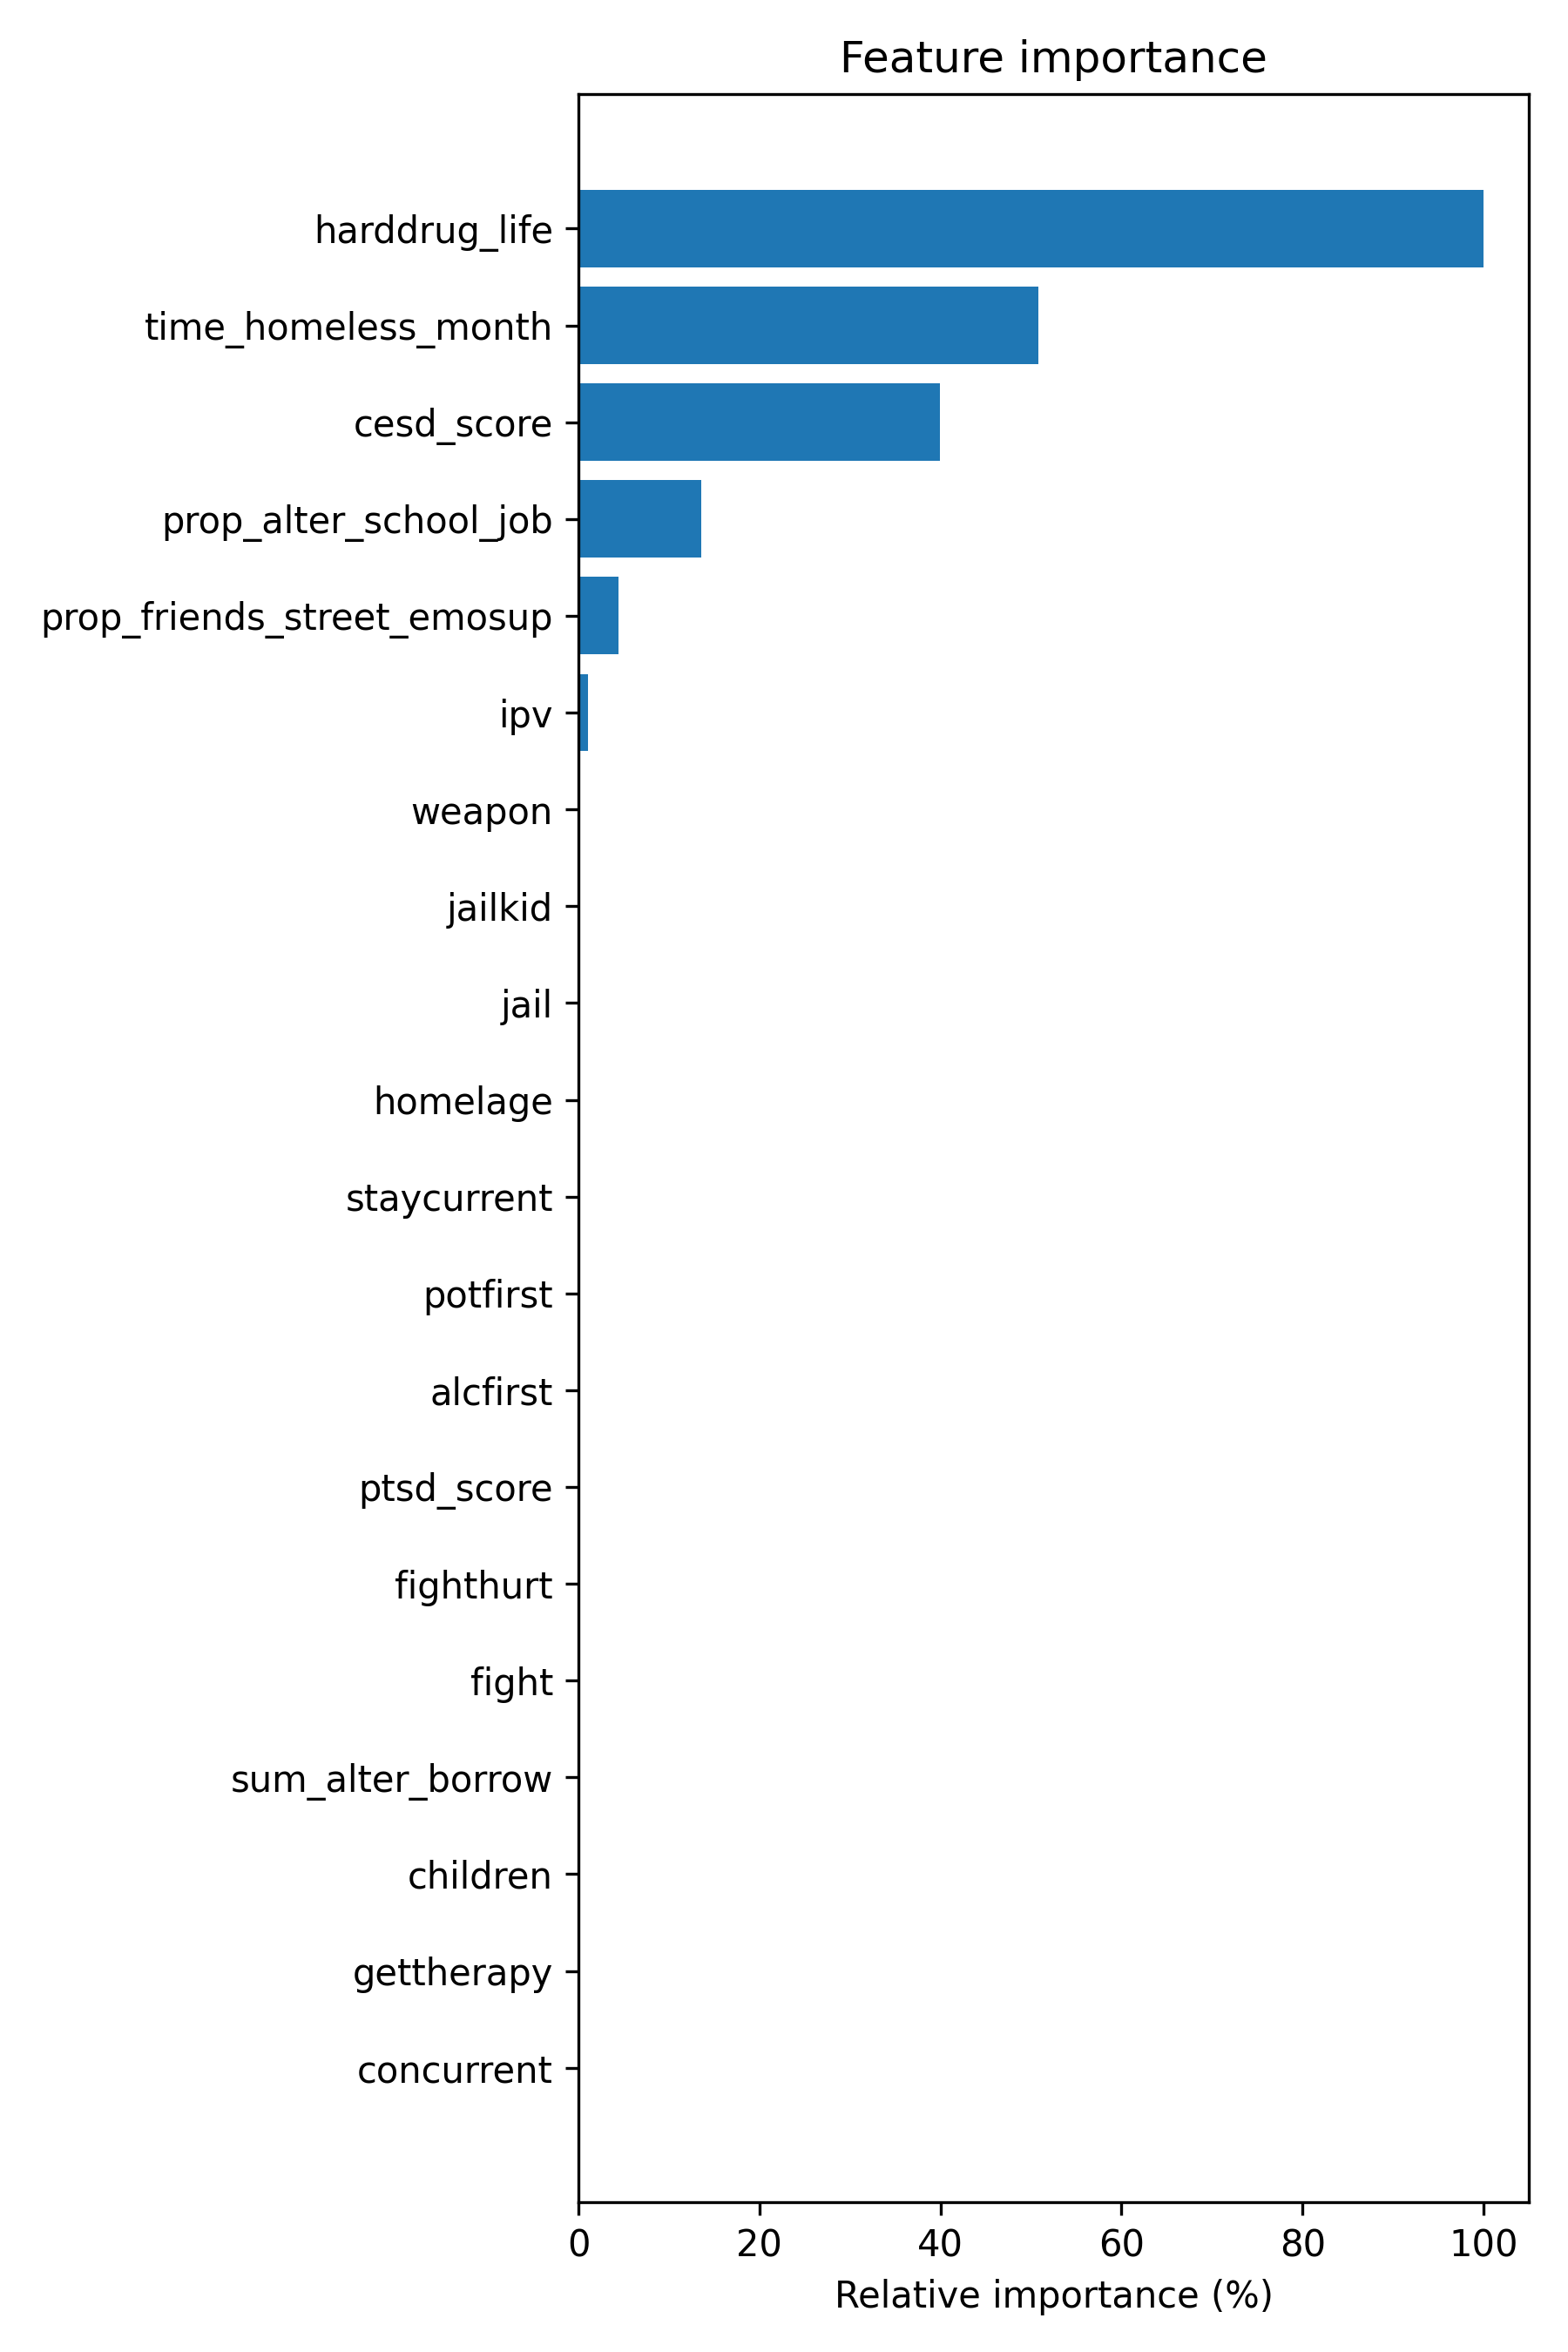 Feature importance
harddrug_life
time_homeless_month
cesd_score
prop_alter_school_job
prop_friends_street_emosup
ipv
weapon
jailkid
jail
homelage
staycurrent
potfirst
alcfirst
ptsd_score
fighthurt
fight
sum_alter_borrow
children
gettherapy
concurrent
0 20 40 60 80 100
Relative importance (%)